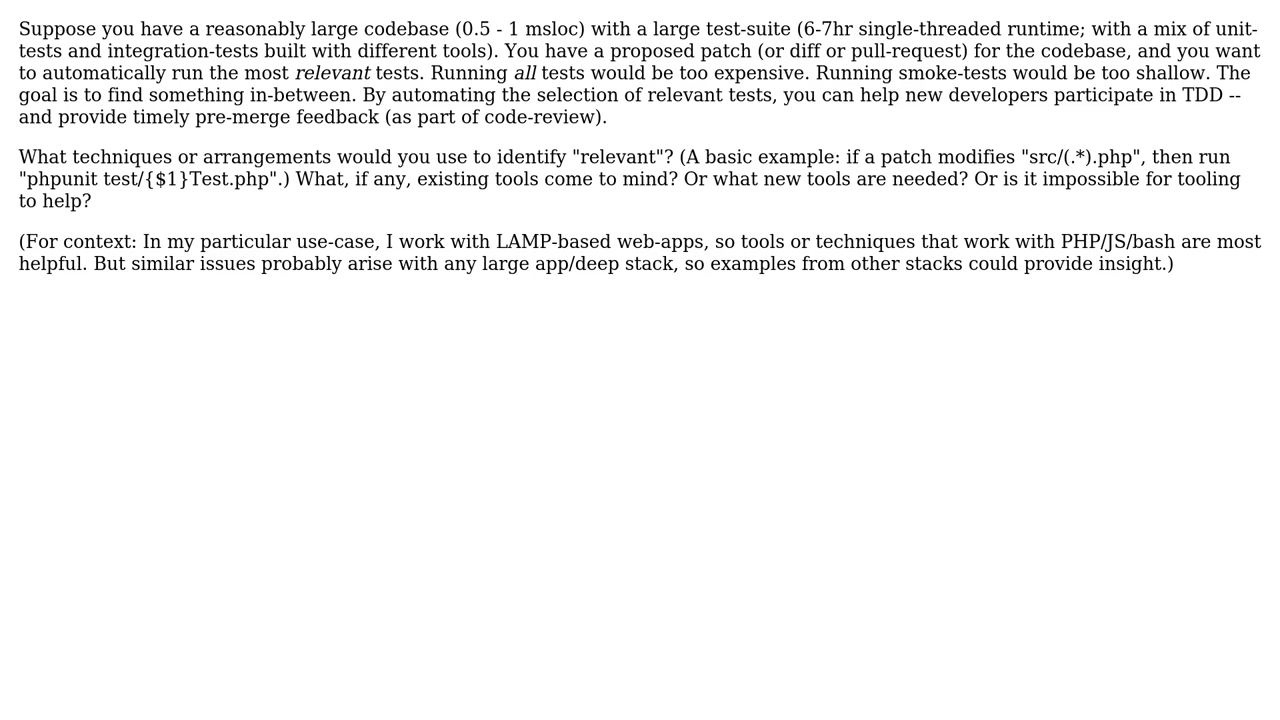 Suppose you have a reasonably large codebase (0.5 - 1 msloc) with a large test-suite (6-7hr single-threaded runtime; with a mix of unit-
tests and integration-tests built with different tools). You have a proposed patch (or diff or pull-request) for the codebase, and you want
to automatically run the most relevant tests. Running all tests would be too expensive. Running smoke-tests would be too shallow. The
goal is to find something in-between. By automating the selection of relevant tests, you can help new developers participate in TDD --
and provide timely pre-merge feedback (as part of code-review).
What techniques or arrangements would you use to identify "relevant"? (A basic example: if a patch modifies "src/(.*).php", then run
"phpunit test/{$1}Test.php".) What, if any, existing tools come to mind? Or what new tools are needed? Or is it impossible for tooling
to help?
(For context: In my particular use-case, I work with LAMP-based web-apps, so tools or techniques that work with PHP/JS/bash are most
helpful. But similar issues probably arise with any large app/deep stack, so examples from other stacks could provide insight.)